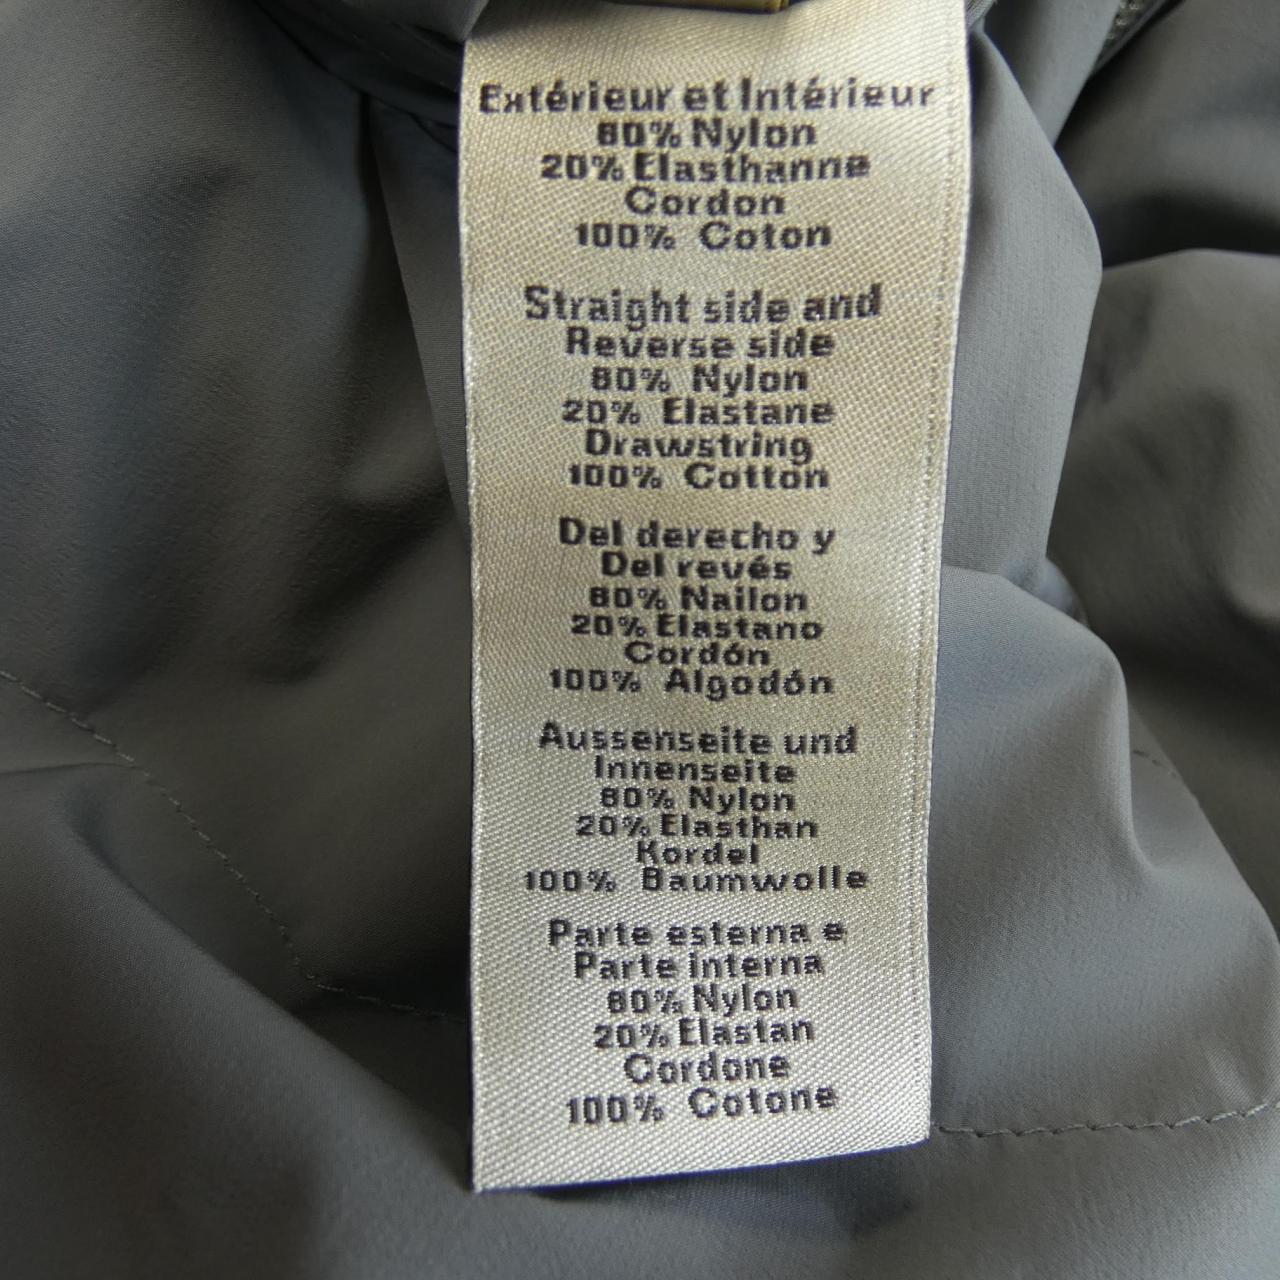 Extérieur et Intérieur
80% Nylon
20% Elasthanne
Cordon
100% Coton
Straight side and
Reverse side
80% Nylon
20% Elastane
Drawstring
100% Cotton
Del derecho y
Del revés
80% Nailon
20% Elastano
Cordón
100% Algodón
Aussenseite und
Innenseite
80% Nylon
20% Elasthan
Kordel
100% Baumwolle
Parte esterna e
Parte interna
80% Nylon
20% Elastan
Cordone
100% Cotone